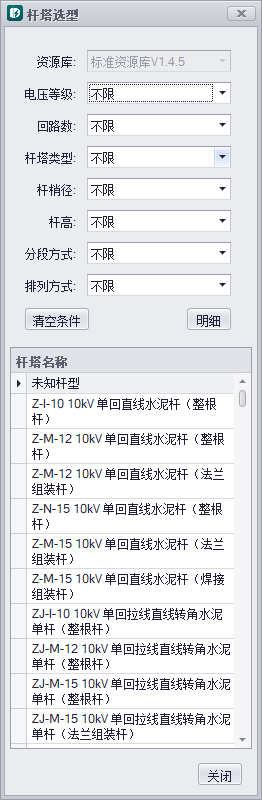 杆塔选型
资源库: 标准资源库V1.4.5
电压等级: 不限
回路数: 不限
杆塔类型: 不限
杆梢径: 不限
杆高: 不限
分段方式: 不限
排列方式: 不限
清空条件 明细
杆塔名称
未知杆型
Z-I-10 10kV 单回直线水泥杆（整根
杆）
Z-M-12 10kV 单回直线水泥杆（整根
杆）
Z-M-12 10kV 单回直线水泥杆（法兰
组装杆）
Z-N-15 10kV 单回直线水泥杆（整根
杆）
Z-M-15 10kV 单回直线水泥杆（法兰
组装杆）
Z-M-15 10kV 单回直线水泥杆（焊接
组装杆）
ZJ-I-10 10kV 单回拉线直线转角水泥
单杆（整根杆）
ZJ-M-12 10kV 单回拉线直线转角水泥
单杆（整根杆）
ZJ-M-15 10kV 单回拉线直线转角水泥
单杆（整根杆）
ZJ-M-15 10kV 单回拉线直线转角水泥
单杆（法兰组装杆）
关闭